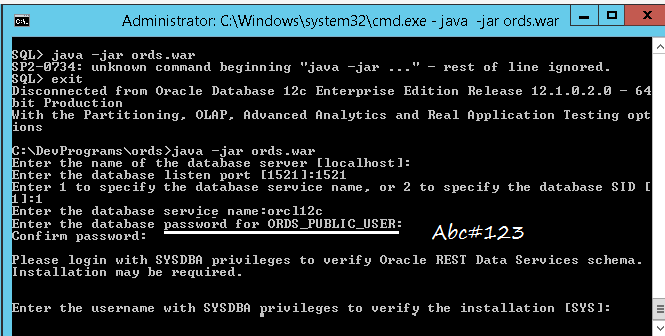 Administrator: C:\Windows\system32\cmd.exe - java -jar ords.war
SQL> java -jar ords.war
SP2-0734: unknown command beginning "java -jar ..." - rest of line ignored.
SQL> exit
Disconnected from Oracle Database 12c Enterprise Edition Release 12.1.0.2.0 - 64
bit Production
With the Partitioning, OLAP, Advanced Analytics and Real Application Testing opt
ions
C:\DevPrograms\ords>java -jar ords.war
Enter the name of the database server [localhost]:
Enter the database listen port [1521]:1521
Enter 1 to specify the database service name, or 2 to specify the database SID [
1]:1
Enter the database service name:orcl12c
Enter the database password for ORDS_PUBLIC_USER:
Abc#123
Confirm password:
Please login with SYSDBA privileges to verify Oracle REST Data Services schema.
Installation may be required.
Enter the username with SYSDBA privileges to verify the installation [SYS]: